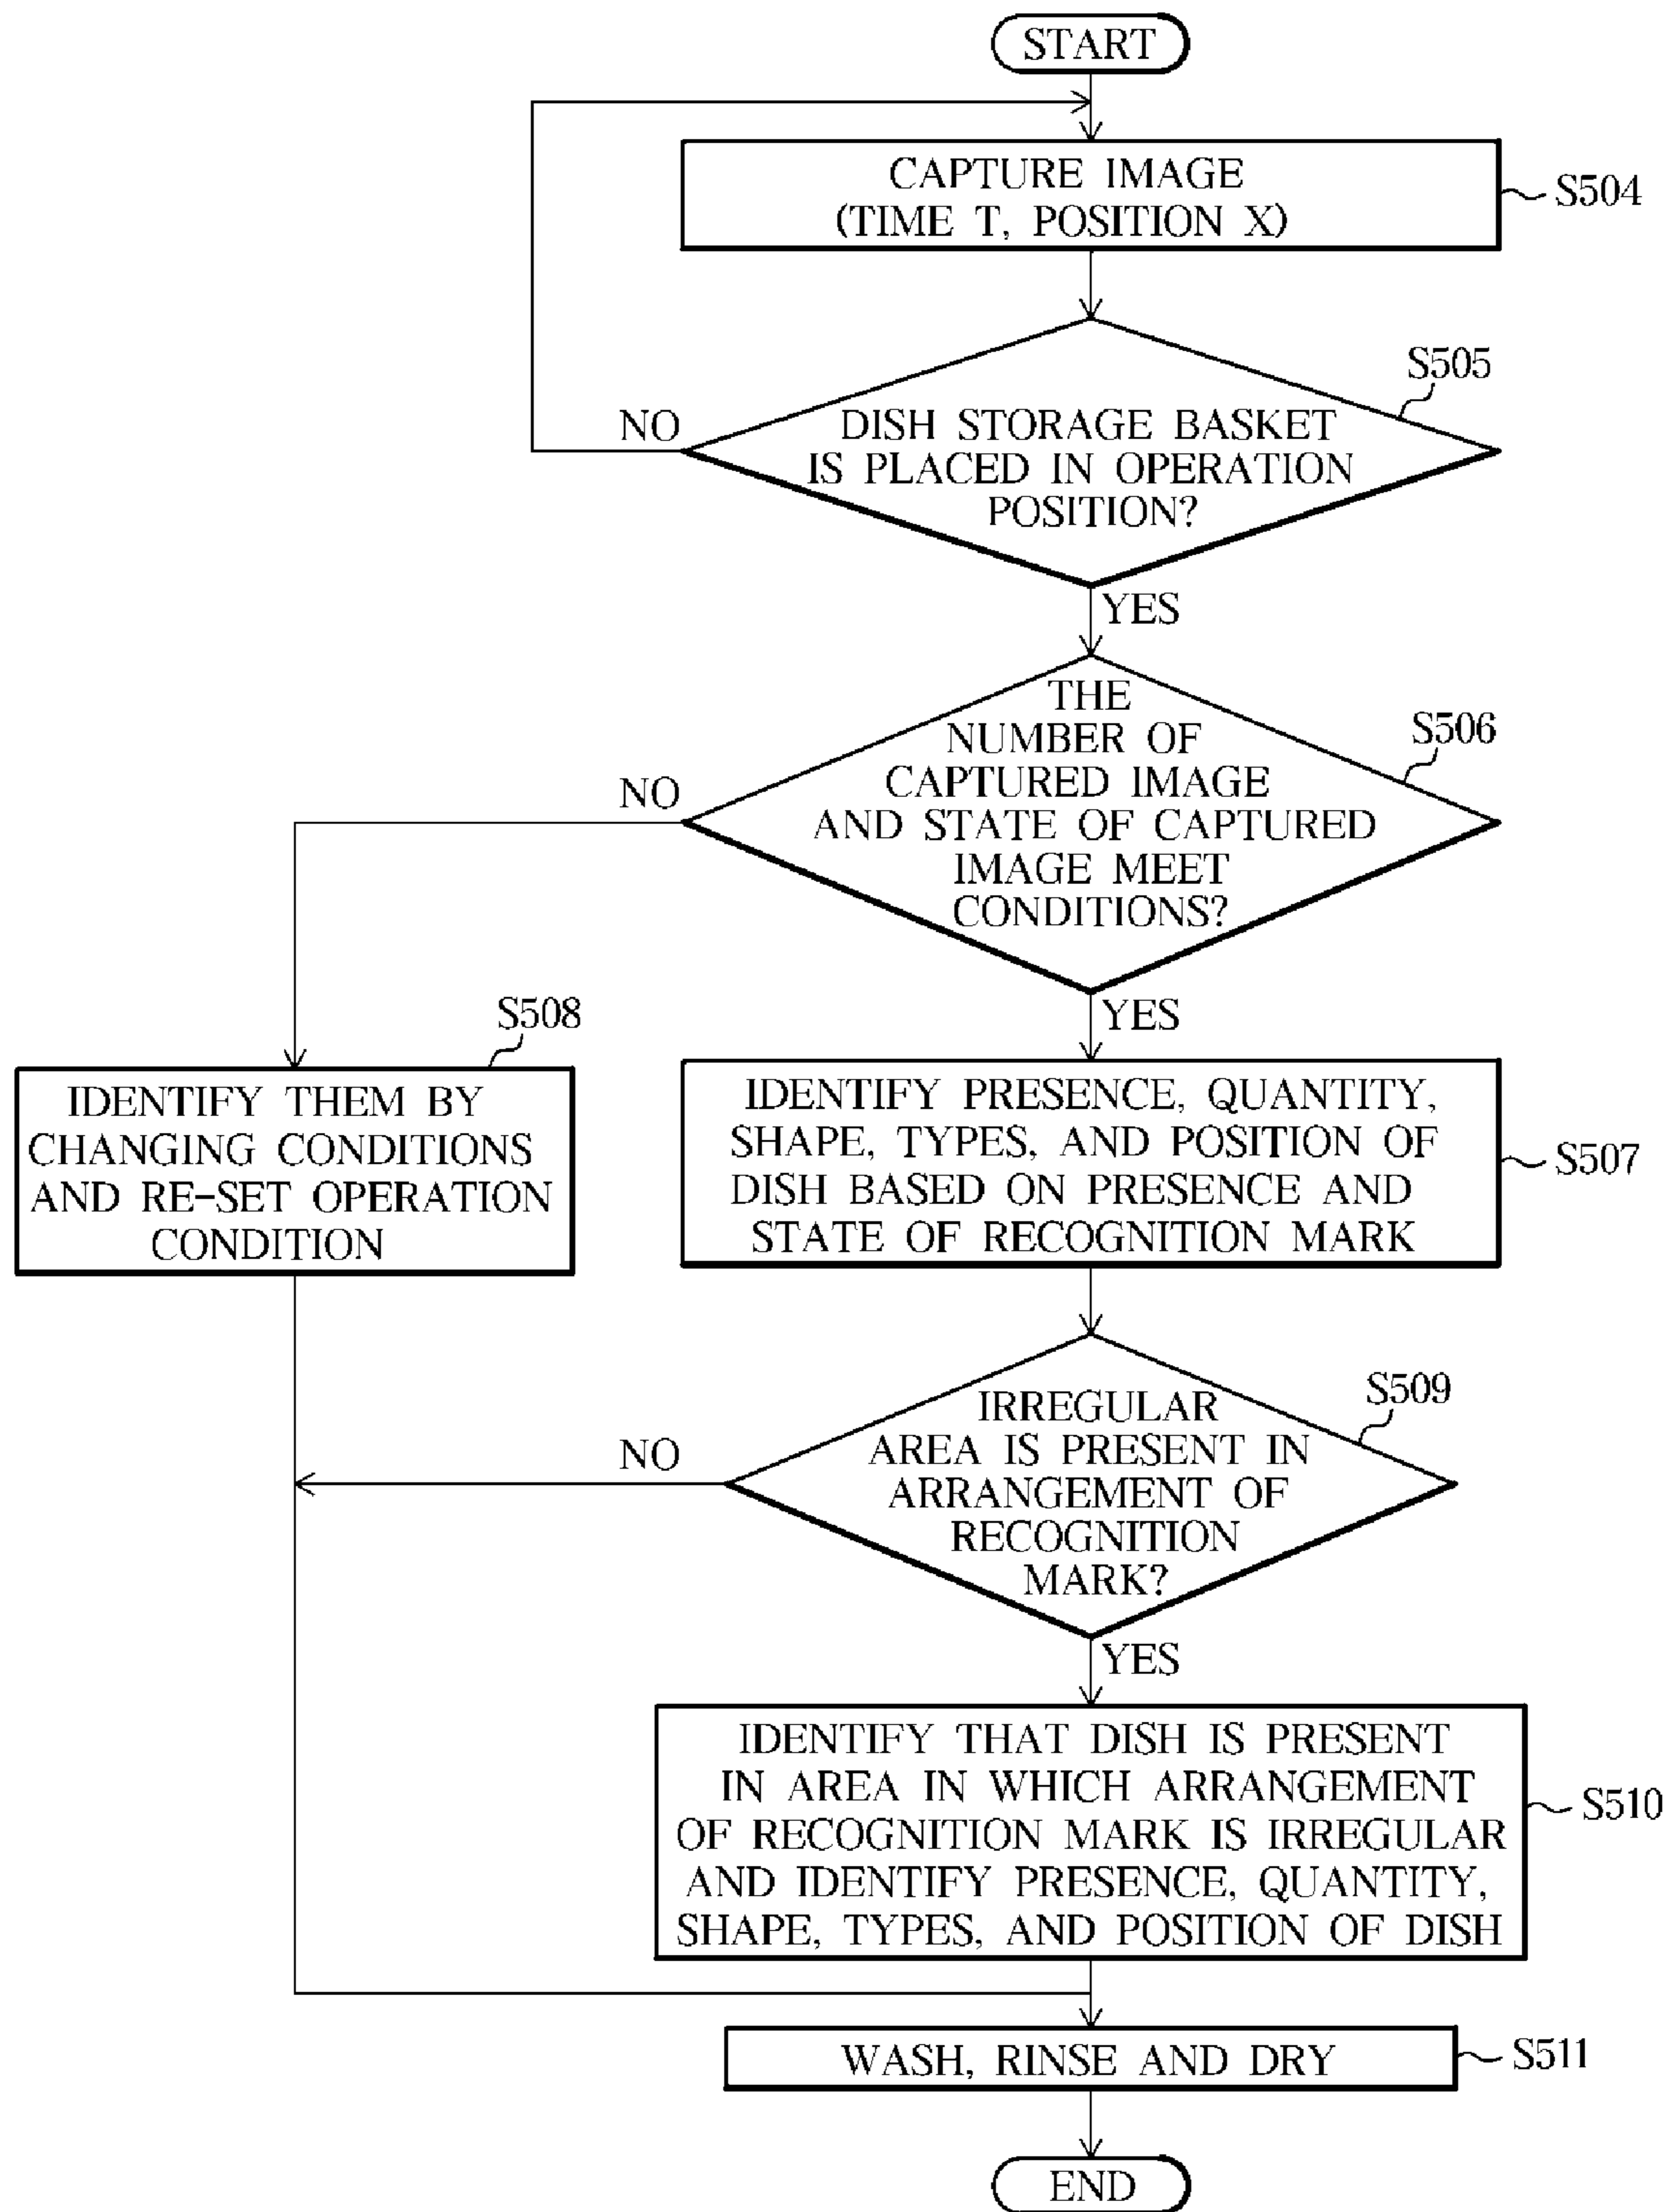 START
CAPTURE IMAGE
(TIME T, POSITION X)
S504
S505
NO
DISH STORAGE BASKET
IS PLACED IN OPERATION
POSITION?
YES
THE
NUMBER OF
CAPTURED IMAGE
AND STATE OF CAPTURED
IMAGE MEET
CONDITIONS?
S506
NO
YES
S508
IDENTIFY THEM BY
CHANGING CONDITIONS
AND RE-SET OPERATION
CONDITION
IDENTIFY PRESENCE, QUANTITY,
SHAPE, TYPES, AND POSITION OF
DISH BASED ON PRESENCE AND
STATE OF RECOGNITION MARK
S507
S509
NO
IRREGULAR
AREA IS PRESENT IN
ARRANGEMENT OF
RECOGNITION
MARK?
YES
IDENTIFY THAT DISH IS PRESENT
IN AREA IN WHICH ARRANGEMENT
OF RECOGNITION MARK IS IRREGULAR
AND IDENTIFY PRESENCE, QUANTITY,
SHAPE, TYPES, AND POSITION OF DISH
S510
WASH, RINSE AND DRY
S511
END